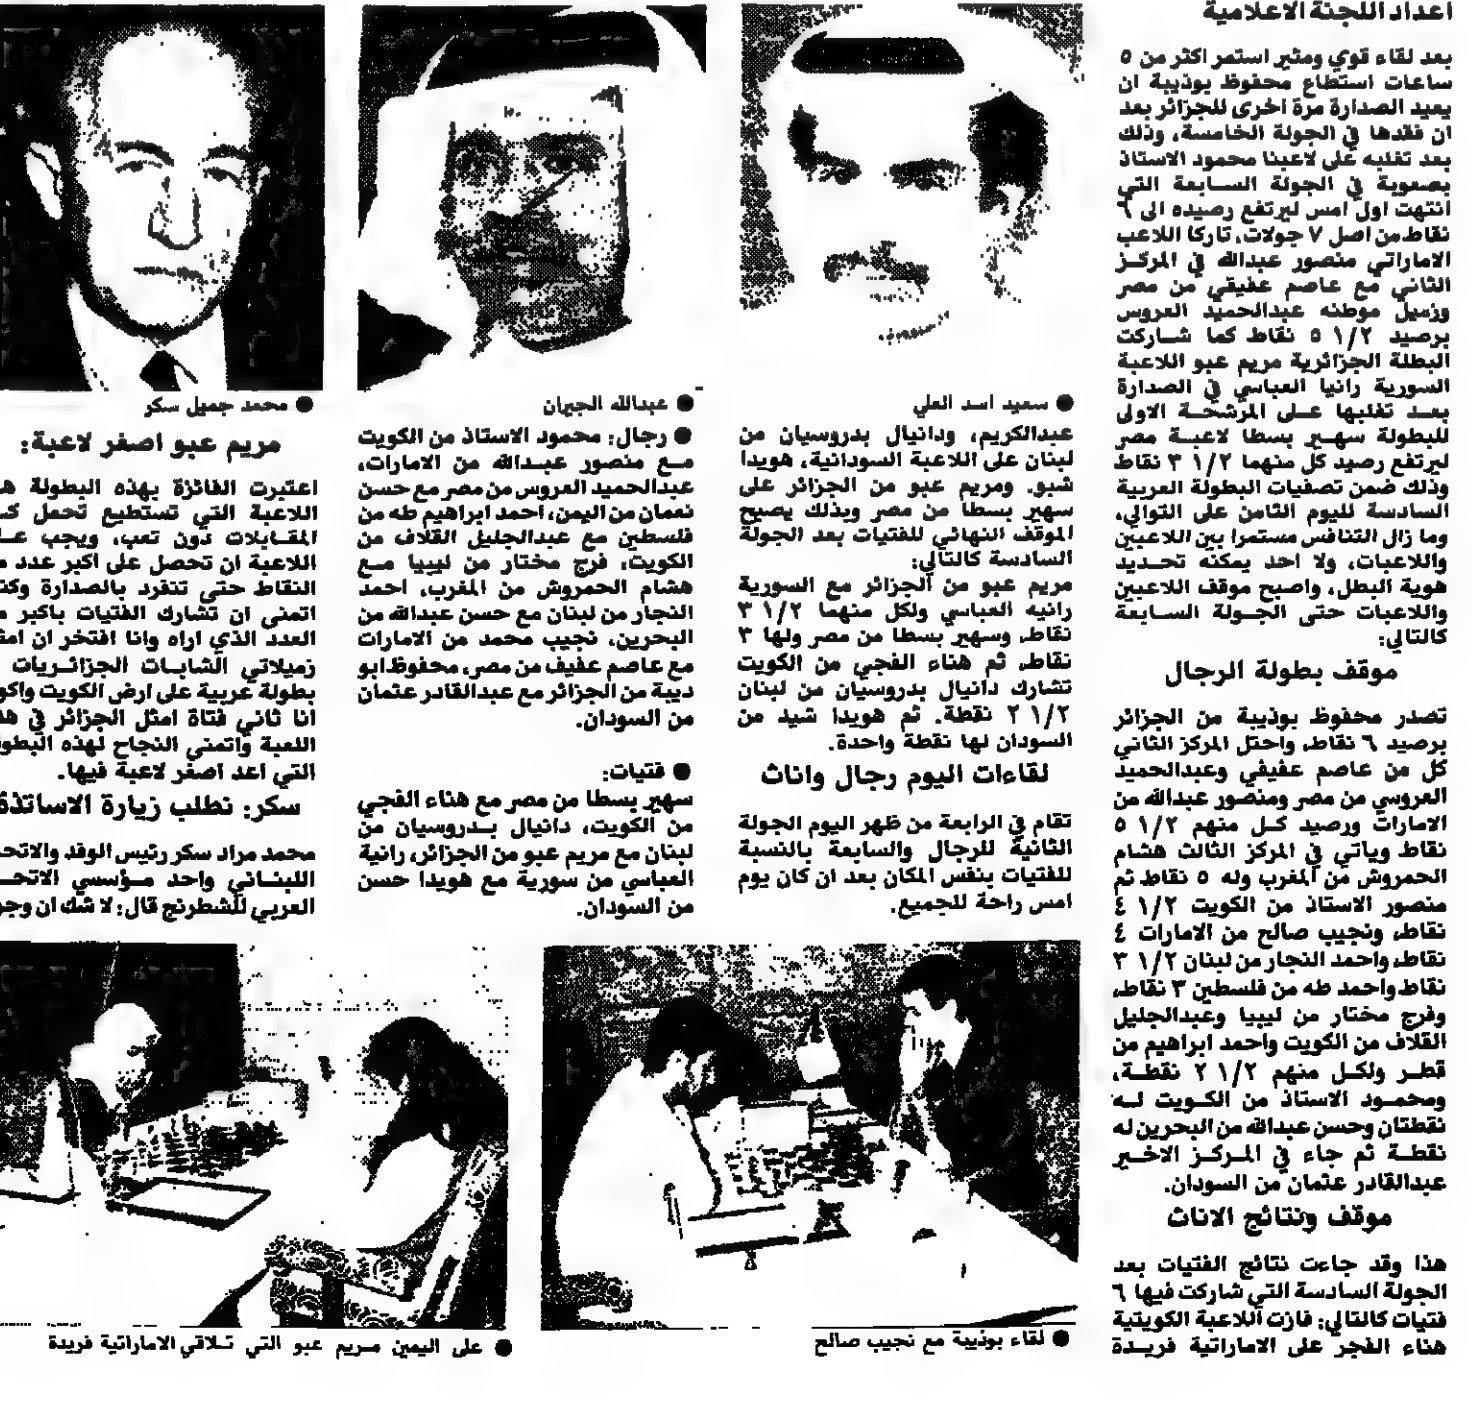 اعداد اللجنة الاعلامية
بعد لقاء قوي ومثير استمر اكثر من ٥
ساعات استطاع محفوظ بوذيبة ان
يعيد الصدارة مرة اخرى للجزائر بعد
ان فقدها في الجولة الخامسة، وذلك
بعد تغلبه على لاعبنا محمود الاستاذ
بصعوبة في الجولة السابعة التي
انتهت اول امس ليرتفع رصيده الى ٦
نقاط من اصل ٧ جولات، تاركا اللاعب
الاماراتي منصور عبدالله في المركز
الثاني مع عاصم عفيقي من مصر
وزميل موطنه عبدالحميد العروس
برصيد ١/٢ ٥ نقاط كما شاركت
البطلة الجزائرية مريم عبو اللاعبة
السورية رانيا العباسي في الصدارة
بعد تغلبها على المرشحة الاولى
للبطولة سهير بسطا لاعبة مصر
ليرتفع رصيد كل منهما ١/٢ ٣ نقاط
وذلك ضمن تصفيات البطولة العربية
السادسة لليوم الثامن على التوالي،
وما زال التنافس مستمرا بين اللاعبين
واللاعبات، ولا احد يمكنه تحديد
هوية البطل، واصبح موقف اللاعبين
واللاعبات حتى الجولة السابعة
كالتالي:
موقف بطولة الرجال
تصدر محفوظ بوذيبة من الجزائر
برصيد ٦ نقاط، واحتل المركز الثاني
كل من عاصم عفيفي وعبدالحميد
العروسي من مصر ومنصور عبدالله من
الامارات ورصيد كل منهم ١/٢ ٥
نقاط وياتي في المركز الثالث هشام
الحمروش من المغرب وله ٥ نقاط ثم
منصور الاستاذ من الكويت ١/٢ ٤
نقاط، ونجيب صالح من الامارات ٤
نقاط، واحمد النجار من لبنان ١/٢ ٣
نقاط واحمد طه من فلسطين ٣ نقاط،
وفرج مختار من ليبيا وعبدالجليل
القلاف من الكويت واحمد ابراهيم من
قطر ولكل منهم ١/٢ ٢ نقطة،
ومحمود الاستاذ من الكويت له
نقطتان وحسن عبدالله من البحرين له
نقطة ثم جاء في المركز الاخير
عبدالقادر عثمان من السودان.
موقف ونتائج الاناث
هذا وقد جاءت نتائج الفتيات بعد
الجولة السادسة التي شاركت فيها ٦
فتيات كالتالي: فازت اللاعبة الكويتية
هناء الفجر على الاماراتية فريدة
● سعيد اسد العلي
عبدالكريم، ودانيال بدروسيان من
لبنان على اللاعبة السودانية، هويدا
شبو. ومريم عبو من الجزائر على
سهير بسطا من مصر وبذلك يصبح
الموقف النهائي للفتيات بعد الجولة
السادسة كالتالي:
مريم عبو من الجزائر مع السورية
رانيه العباسي ولكل منهما ١/٢ ٣
نقاط، وسهير بسطا من مصر ولها ٣
نقاط، ثم هناء الفجي من الكويت
تشارك دانيال بدروسيان من لبنان
١/٢ ٢ نقطة. ثم هويدا شيد من
السودان لها نقطة واحدة.
لقاءات اليوم رجال واناث
تقام في الرابعة من ظهر اليوم الجولة
الثانية للرجال والسابعة بالنسبة
للفتيات بنفس المكان بعد ان كان يوم
امس راحة للجميع.
● عبدالله الجيران
● رجال: محمود الاستاذ من الكويت
مع منصور عبدالله من الامارات،
عبدالحميد العروس من مصر مع حسن
نعمان من اليمن، احمد ابراهيم طه من
فلسطين مع عبدالجليل القلاف من
الكويت، فرج مختار من ليبيا مع
هشام الحمروش من المغرب، احمد
النجار من لبنان مع حسن عبدالله من
البحرين، نجيب محمد من الامارات
مع عاصم عفيف من مصر، محفوظ ابو
ديبة من الجزائر مع عبدالقادر عثمان
من السودان.
● فتيات:
سهير بسطا من مصر مع هناء الفجي
من الكويت، دانيال بدروسيان من
لبنان مع مريم عبو من الجزائر، رانية
العباسي من سورية مع هويدا حسن
من السودان.
● محمد جميل سكر
مريم عبو اصغر لاعبة:
اعتبرت الفائزة بهذه البطولة
اللاعبة التي تستطيع تحمل
المقابلات دون تعب، ويجب
اللاعبة ان تحصل على اكبر عدد
النقاط حتى تنفرد بالصدارة
اتمنى ان تشارك الفتيات باكبر
العدد الذي اراه وانا افتخر ان
زميلاتي الشابات الجزائريات
بطولة عربية على ارض الكويت
انا ثاني فتاة امثل الجزائر في
اللعبة واتمنى النجاح لهذه
التي اعد اصغر لاعبة فيها.
سكر: نطلب زيارة الاساتذة
محمد مراد سكر رئيس الوفد
اللبناني واحد مؤسسي
العربي للشطرنج قال: لا شك ان
● لقاء بوذيبة مع نجيب صالح
● على اليمين مريم عبو التي تلاقي الاماراتية فريدة